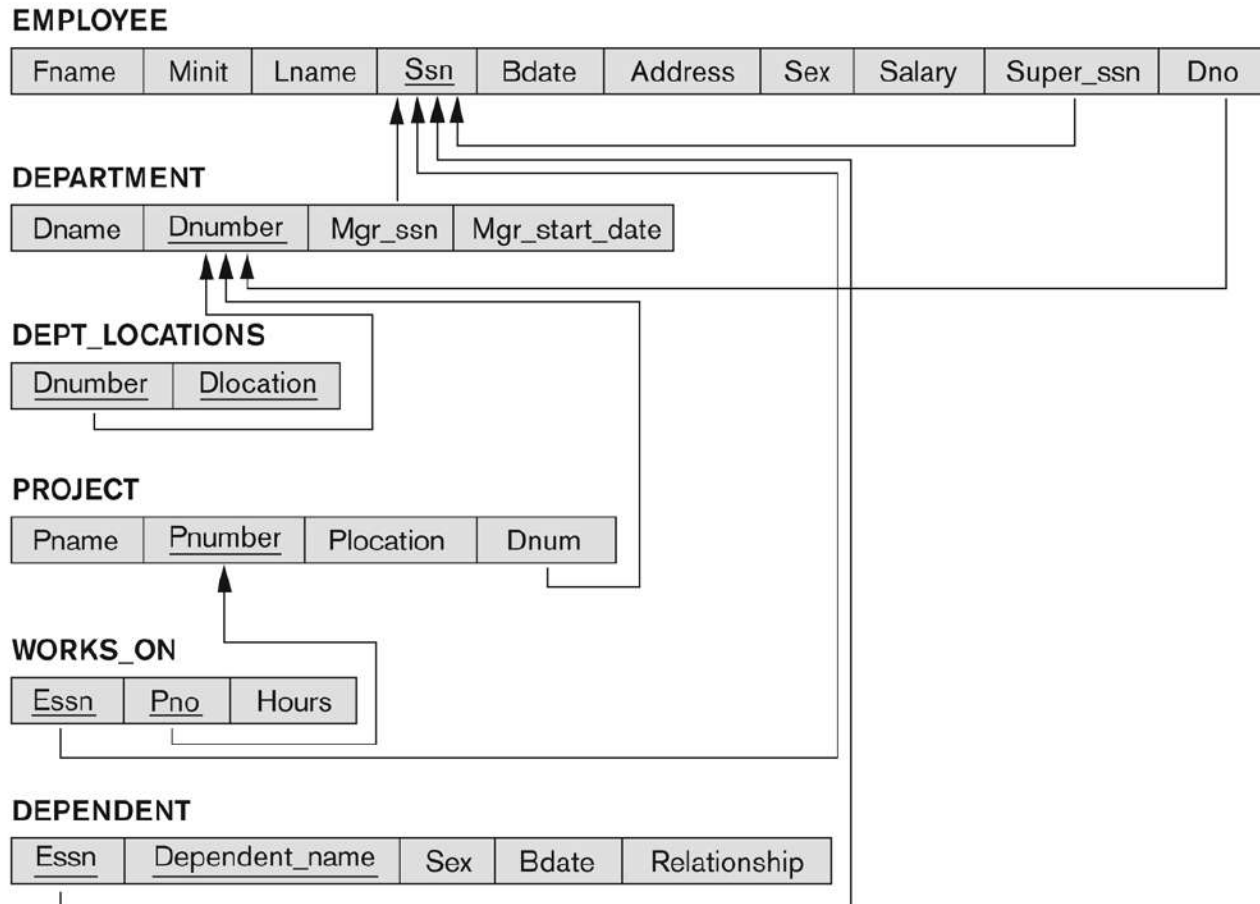 EMPLOYEE
Fname Minit Lname Ssn Bdate Address Sex Salary Super_ssn Dno
DEPARTMENT
Dname Dnumber Mgr_ssn Mgr_start_date
DEPT_LOCATIONS
Dnumber Dlocation
PROJECT
Pname Pnumber Plocation Dnum
WORKS_ON
Essn Pno Hours
DEPENDENT
Essn Dependent_name Sex Bdate Relationship